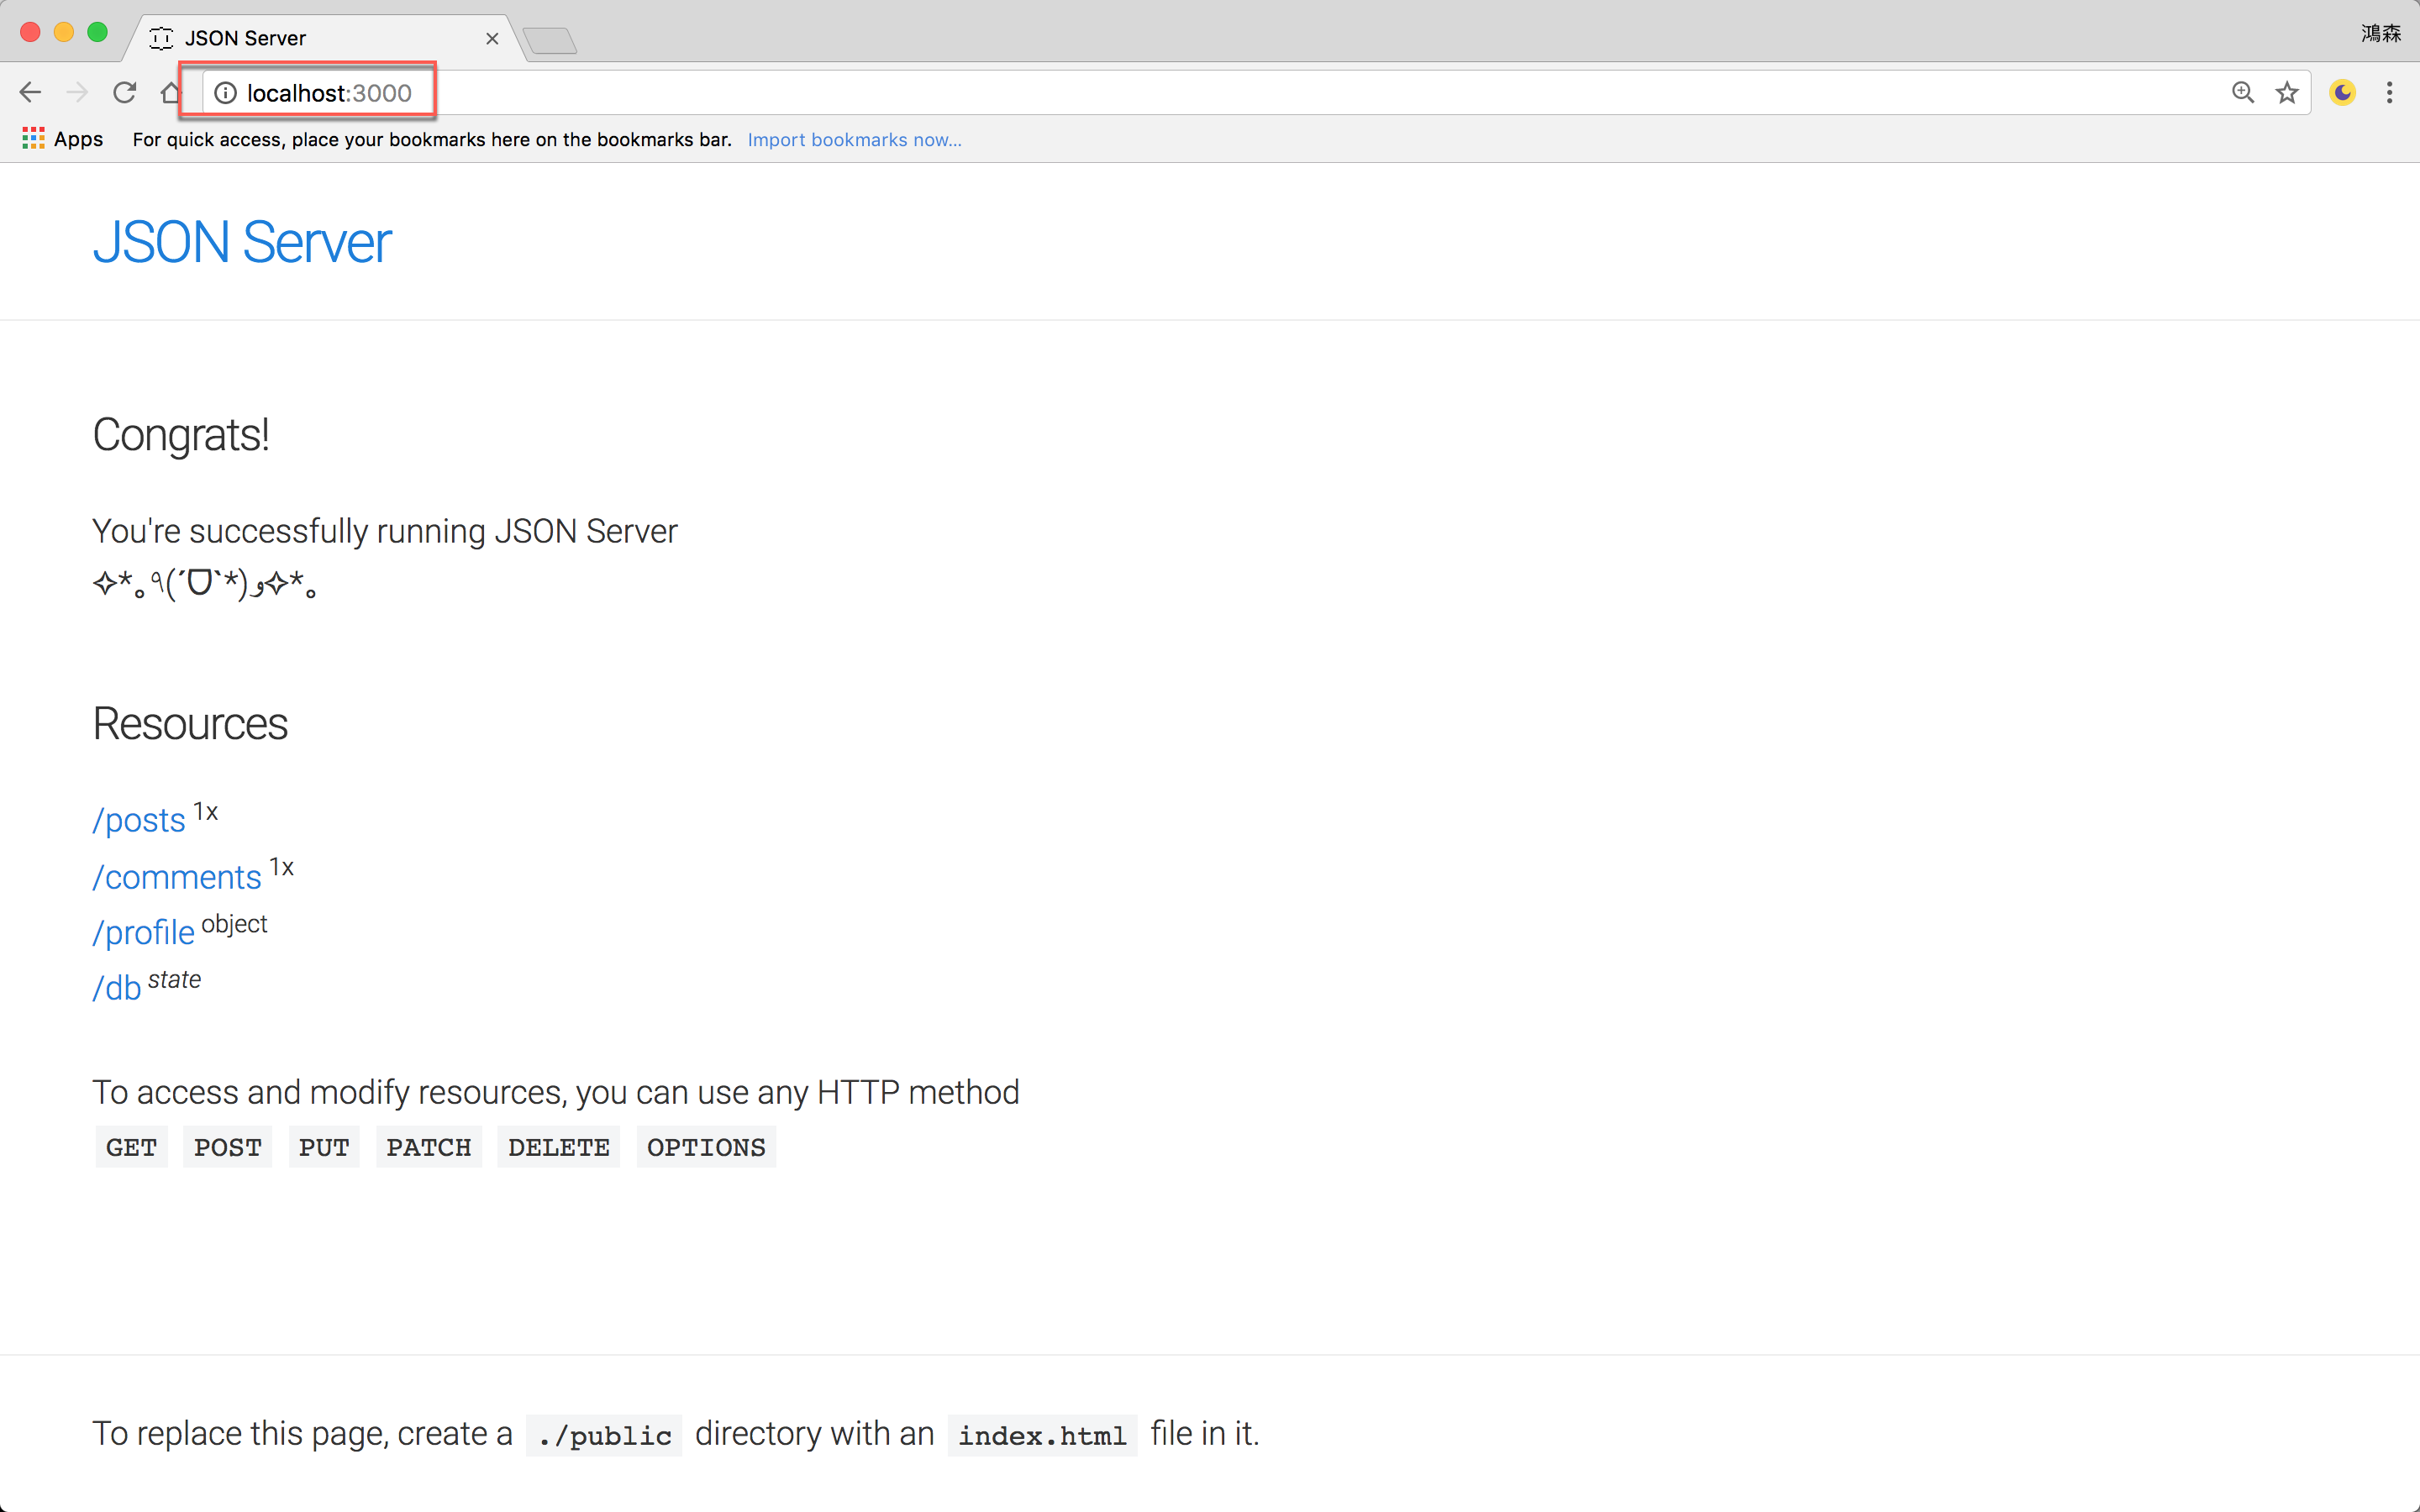 JSON Server
鴻森
localhost:3000
Apps For quick access, place your bookmarks here on the bookmarks bar. Import bookmarks now...
JSON Server
Congrats!
You're successfully running JSON Server
✧*｡٩(ˊᗜˋ*)و✧*｡
Resources
/posts 1x
/comments 1x
/profile object
/db state
To access and modify resources, you can use any HTTP method
GET POST PUT PATCH DELETE OPTIONS
To replace this page, create a ./public directory with an index.html file in it.